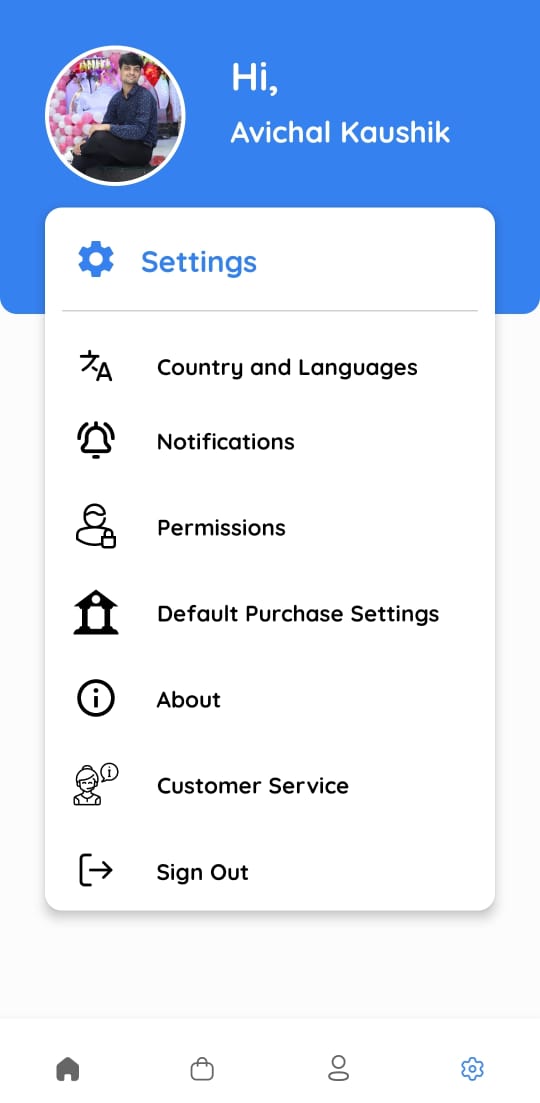 Hi,
Avichal Kaushik
Settings
Country and Languages
Notifications
Permissions
Default Purchase Settings
About
Customer Service
Sign Out